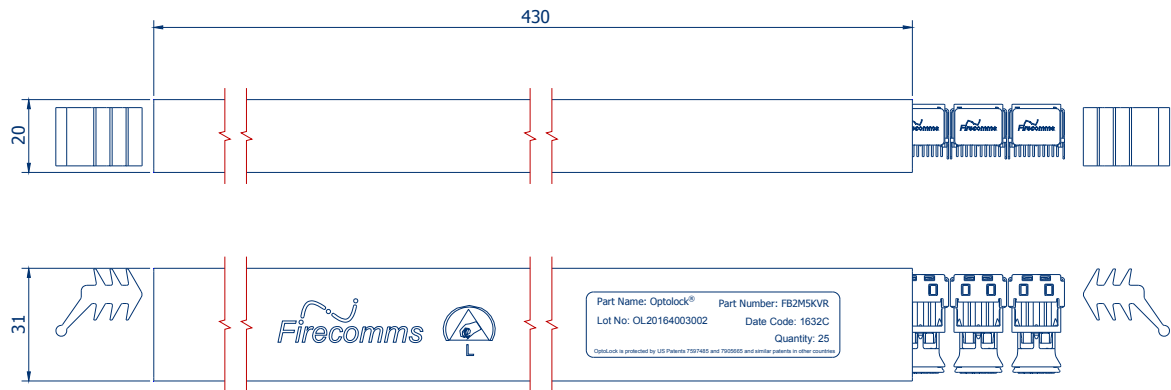 430
20
Firecomms Firecomms
31
Firecomms
L
Part Name: Optolock® Part Number: FB2M5KVR
Lot No: OL20164003002 Date Code: 1632C
Quantity: 25
OptoLock is protected by US Patents 7597485 and 7905665 and similar patents in other countries